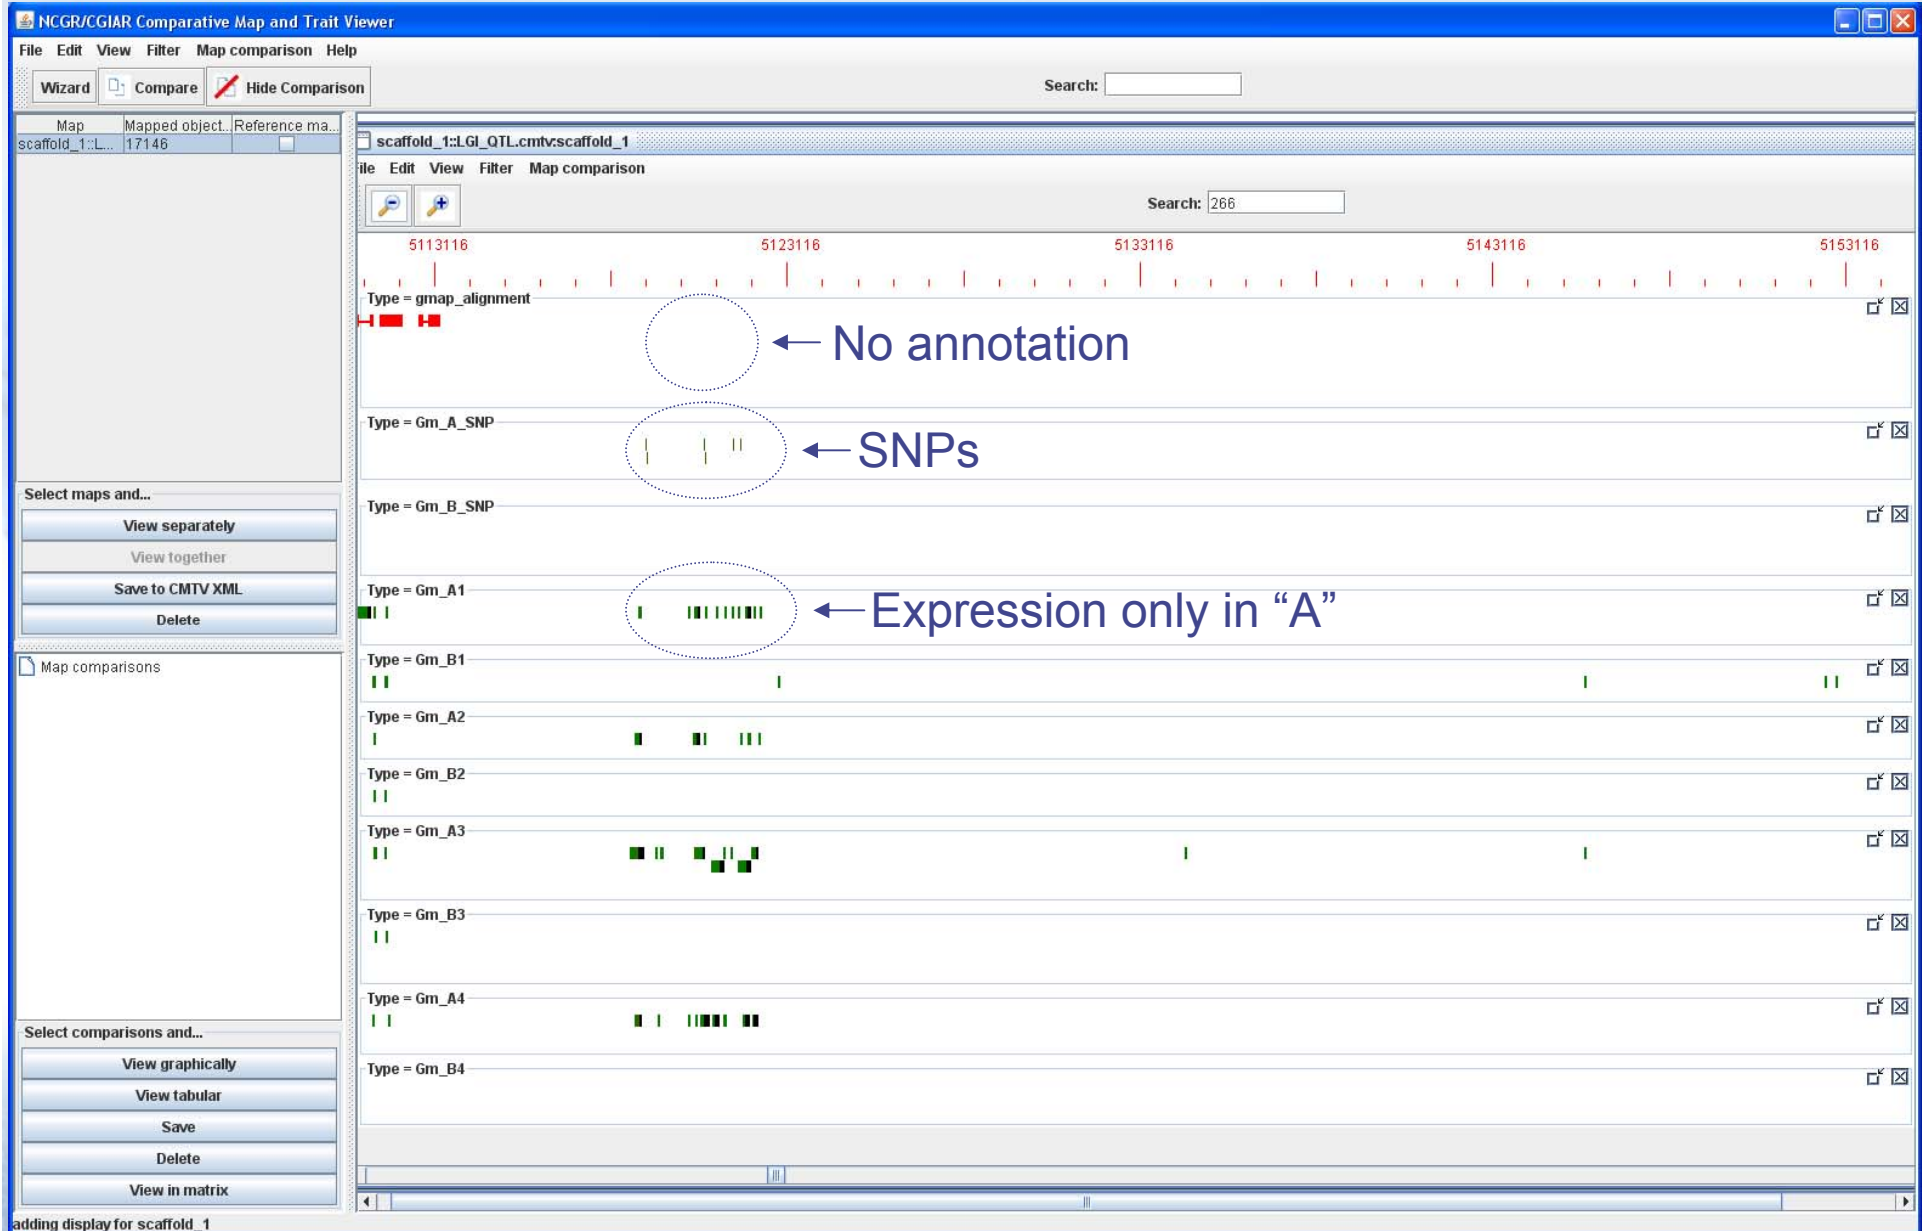 NCGR/CGIAR Comparative Map and Trait Viewer
File Edit View Filter Map comparison Help
Wizard Compare Hide Comparison Search:
Map Mapped object... Reference ma...
scaffold_1::L... 17146
scaffold_1::LGI_QTL.cmtv:scaffold_1
ile Edit View Filter Map comparison
Search: 266
5113116 5123116 5133116 5143116 5153116
Type = gmap_alignment
No annotation
Type = Gm_A_SNP
SNPs
Type = Gm_B_SNP
Type = Gm_A1
Expression only in “A”
Type = Gm_B1
Type = Gm_A2
Type = Gm_B2
Type = Gm_A3
Type = Gm_B3
Type = Gm_A4
Type = Gm_B4
Select maps and...
View separately
View together
Save to CMTV XML
Delete
Map comparisons
Select comparisons and...
View graphically
View tabular
Save
Delete
View in matrix
adding display for scaffold_1